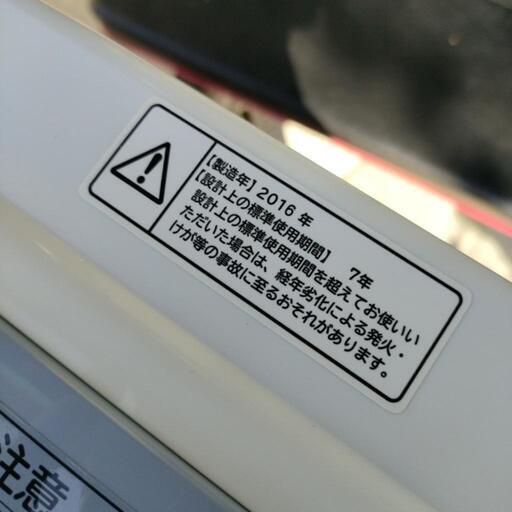 【製造年】2016 年
【設計上の標準使用期間】 7年
設計上の標準使用期間を超えてお使いい
ただいた場合は、経年劣化による発火・
けが等の事故に至るおそれがあります。
注意